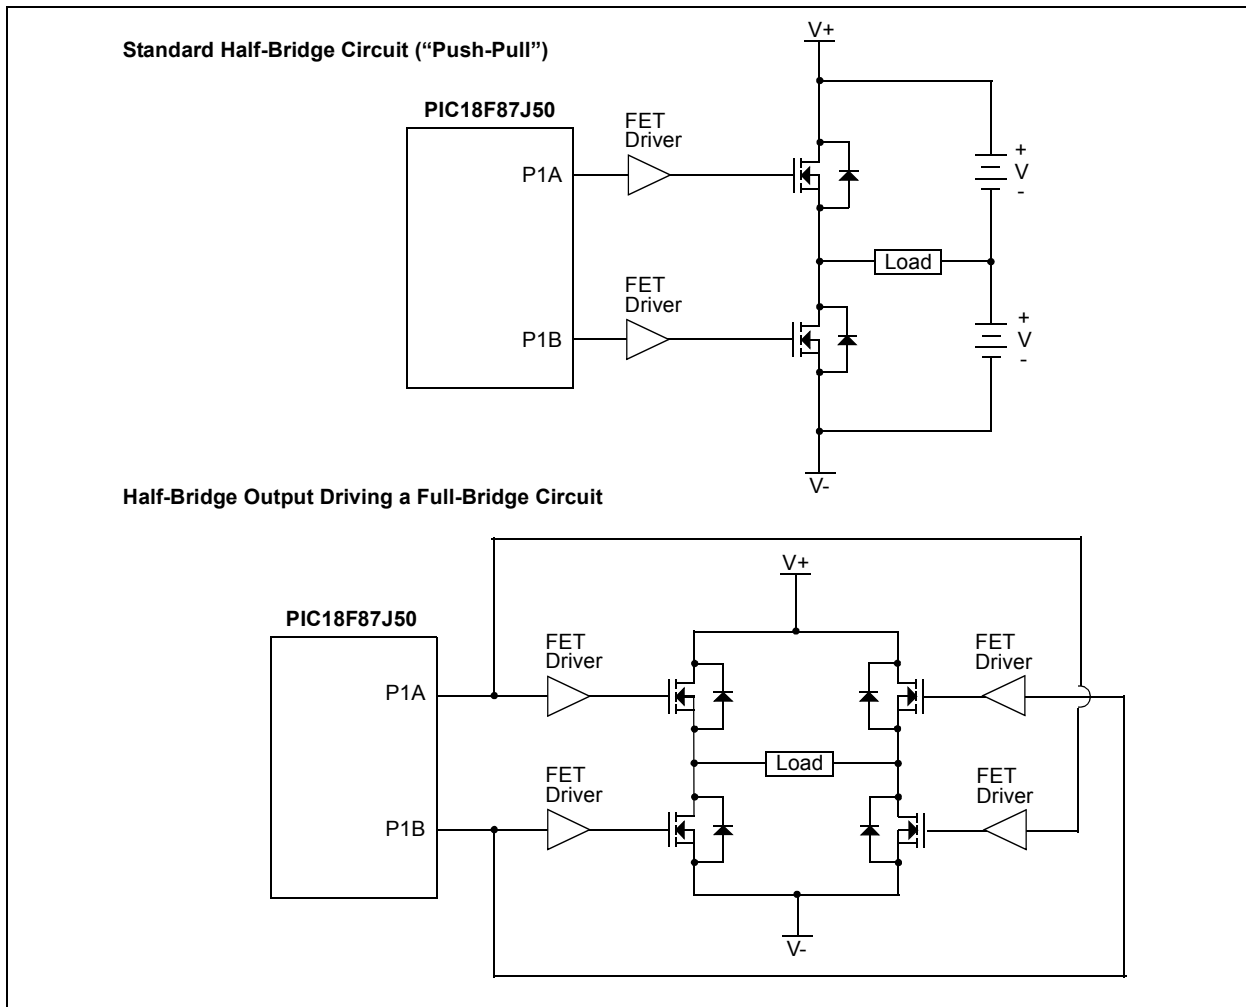 Standard Half-Bridge Circuit (“Push-Pull”)
V+
PIC18F87J50
FET
Driver
P1A
+
V
-
Load
FET
Driver
P1B
+
V
-
V-
Half-Bridge Output Driving a Full-Bridge Circuit
V+
PIC18F87J50
FET
Driver
FET
Driver
P1A
Load
FET
Driver
FET
Driver
P1B
V-